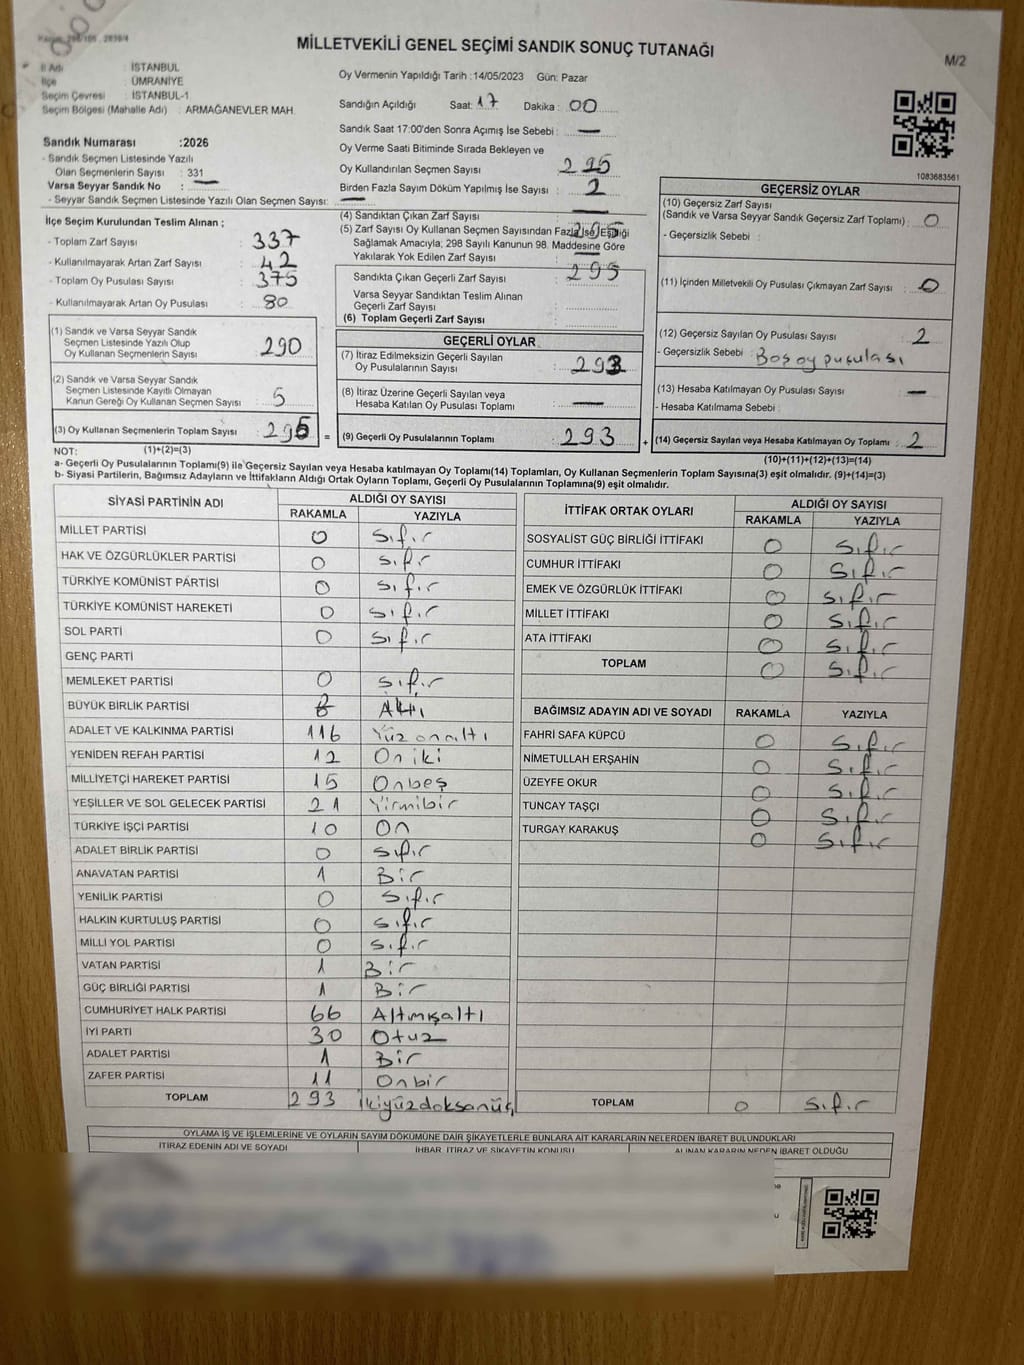 MİLLETVEKİLİ GENEL SEÇİMİ SANDIK SONUÇ TUTANAĞI
M/2
İl Adı : İSTANBUL
İlçe : ÜMRANİYE
Seçim Çevresi : İSTANBUL-1
Seçim Bölgesi (Mahalle Adı) : ARMAĞANEVLER MAH.
Sandık Numarası :2026
- Sandık Seçmen Listesinde Yazılı
Olan Seçmenlerin Sayısı : 331
Varsa Seyyar Sandık No : —
- Seyyar Sandık Seçmen Listesinde Yazılı Olan Seçmen Sayısı: —
Oy Vermenin Yapıldığı Tarih :14/05/2023 Gün: Pazar
Sandığın Açıldığı Saat: 17 Dakika : 00
Sandık Saat 17:00'den Sonra Açımış İse Sebebi : —
Oy Verme Saati Bitiminde Sırada Bekleyen ve
Oy Kullandırılan Seçmen Sayısı : 295
Birden Fazla Sayım Döküm Yapılmış İse Sayısı : 2
1083683561
İlçe Seçim Kurulundan Teslim Alınan ;
- Toplam Zarf Sayısı : 337
- Kullanılmayarak Artan Zarf Sayısı : 42
- Toplam Oy Pusulası Sayısı : 375
- Kullanılmayarak Artan Oy Pusulası : 80
(1) Sandık ve Varsa Seyyar Sandık
Seçmen Listesinde Yazılı Olup
Oy Kullanan Seçmenlerin Sayısı : 290
(2) Sandık ve Varsa Seyyar Sandık
Seçmen Listesinde Kayıtlı Olmayan
Kanun Gereği Oy Kullanan Seçmen Sayısı : 5
(3) Oy Kullanan Seçmenlerin Toplam Sayısı : 295 =
(1)+(2)=(3)
(4) Sandıktan Çıkan Zarf Sayısı
(5) Zarf Sayısı Oy Kullanan Seçmen Sayısından Fazla İse Eşitliği
Sağlamak Amacıyla; 298 Sayılı Kanunun 98. Maddesine Göre
Yakılarak Yok Edilen Zarf Sayısı : —
Sandıkta Çıkan Geçerli Zarf Sayısı : 295
Varsa Seyyar Sandıktan Teslim Alınan
Geçerli Zarf Sayısı :
(6) Toplam Geçerli Zarf Sayısı :
GEÇERLİ OYLAR
(7) İtiraz Edilmeksizin Geçerli Sayılan
Oy Pusulalarının Sayısı : 293
(8) İtiraz Üzerine Geçerli Sayılan veya
Hesaba Katılan Oy Pusulası Toplamı : —
(9) Geçerli Oy Pusulalarının Toplamı : 293 +
GEÇERSİZ OYLAR
(10) Geçersiz Zarf Sayısı
(Sandık ve Varsa Seyyar Sandık Geçersiz Zarf Toplamı) : 0
- Geçersizlik Sebebi :
(11) İçinden Milletvekili Oy Pusulası Çıkmayan Zarf Sayısı : 0
(12) Geçersiz Sayılan Oy Pusulası Sayısı : 2
- Geçersizlik Sebebi : Boş oy pusulası
(13) Hesaba Katılmayan Oy Pusulası Sayısı : —
- Hesaba Katılmama Sebebi :
(14) Geçersiz Sayılan veya Hesaba Katılmayan Oy Toplamı : 2
(10)+(11)+(12)+(13)=(14)
NOT:
a- Geçerli Oy Pusulalarının Toplamı(9) ile Geçersiz Sayılan veya Hesaba katılmayan Oy Toplamı(14) Toplamları, Oy Kullanan Seçmenlerin Toplam Sayısına(3) eşit olmalıdır. (9)+(14)=(3)
b- Siyasi Partilerin, Bağımsız Adayların ve İttifakların Aldığı Ortak Oyların Toplamı, Geçerli Oy Pusulalarının Toplamına(9) eşit olmalıdır.
SİYASİ PARTİNİN ADI ALDIĞI OY SAYISI
RAKAMLA YAZIYLA
MİLLET PARTİSİ 0 Sıfır
HAK VE ÖZGÜRLÜKLER PARTİSİ 0 Sıfır
TÜRKİYE KOMÜNİST PARTİSİ 0 Sıfır
TÜRKİYE KOMÜNİST HAREKETİ 0 Sıfır
SOL PARTİ 0 Sıfır
GENÇ PARTİ
MEMLEKET PARTİSİ 0 Sıfır
BÜYÜK BİRLİK PARTİSİ 6 Altı
ADALET VE KALKINMA PARTİSİ 116 Yüzonaltı
YENİDEN REFAH PARTİSİ 12 Oniki
MİLLİYETÇİ HAREKET PARTİSİ 15 Onbeş
YEŞİLLER VE SOL GELECEK PARTİSİ 21 Yirmibir
TÜRKİYE İŞÇİ PARTİSİ 10 On
ADALET BİRLİK PARTİSİ 0 Sıfır
ANAVATAN PARTİSİ 1 Bir
YENİLİK PARTİSİ 0 Sıfır
HALKIN KURTULUŞ PARTİSİ 0 Sıfır
MİLLİ YOL PARTİSİ 0 Sıfır
VATAN PARTİSİ 1 Bir
GÜÇ BİRLİĞİ PARTİSİ 1 Bir
CUMHURİYET HALK PARTİSİ 66 Altmışaltı
İYİ PARTİ 30 Otuz
ADALET PARTİSİ 1 Bir
ZAFER PARTİSİ 11 Onbir
TOPLAM 293 İkiyüzdoksanüç
İTTİFAK ORTAK OYLARI ALDIĞI OY SAYISI
RAKAMLA YAZIYLA
SOSYALİST GÜÇ BİRLİĞİ İTTİFAKI 0 Sıfır
CUMHUR İTTİFAKI 0 Sıfır
EMEK VE ÖZGÜRLÜK İTTİFAKI 0 Sıfır
MİLLET İTTİFAKI 0 Sıfır
ATA İTTİFAKI 0 Sıfır
TOPLAM 0 Sıfır
BAĞIMSIZ ADAYIN ADI VE SOYADI RAKAMLA YAZIYLA
FAHRİ SAFA KÜPCÜ 0 Sıfır
NİMETULLAH ERŞAHİN 0 Sıfır
ÜZEYFE OKUR 0 Sıfır
TUNCAY TAŞÇI 0 Sıfır
TURGAY KARAKUŞ 0 Sıfır
TOPLAM 0 Sıfır
OYLAMA İŞ VE İŞLEMLERİNE VE OYLARIN SAYIM DÖKÜMÜNE DAİR ŞİKAYETLERLE BUNLARA AİT KARARLARIN NELERDEN İBARET BULUNDUKLARI
İTİRAZ EDENİN ADI VE SOYADI İHBAR, İTİRAZ VE ŞİKAYETİN KONUSU ALINAN KARARIN NEDEN İBARET OLDUĞU